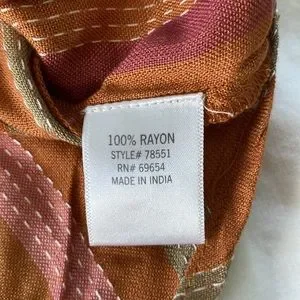 100% RAYON
STYLE# 78551
RN# 69654
MADE IN INDIA